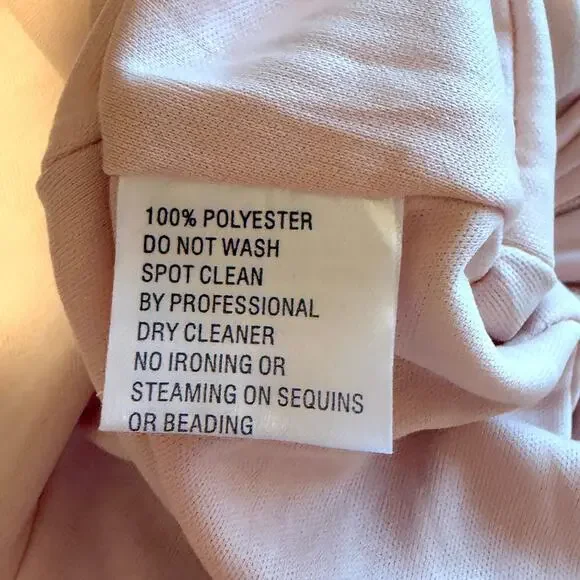 100% POLYESTER
DO NOT WASH
SPOT CLEAN
BY PROFESSIONAL
DRY CLEANER
NO IRONING OR
STEAMING ON SEQUINS
OR BEADING